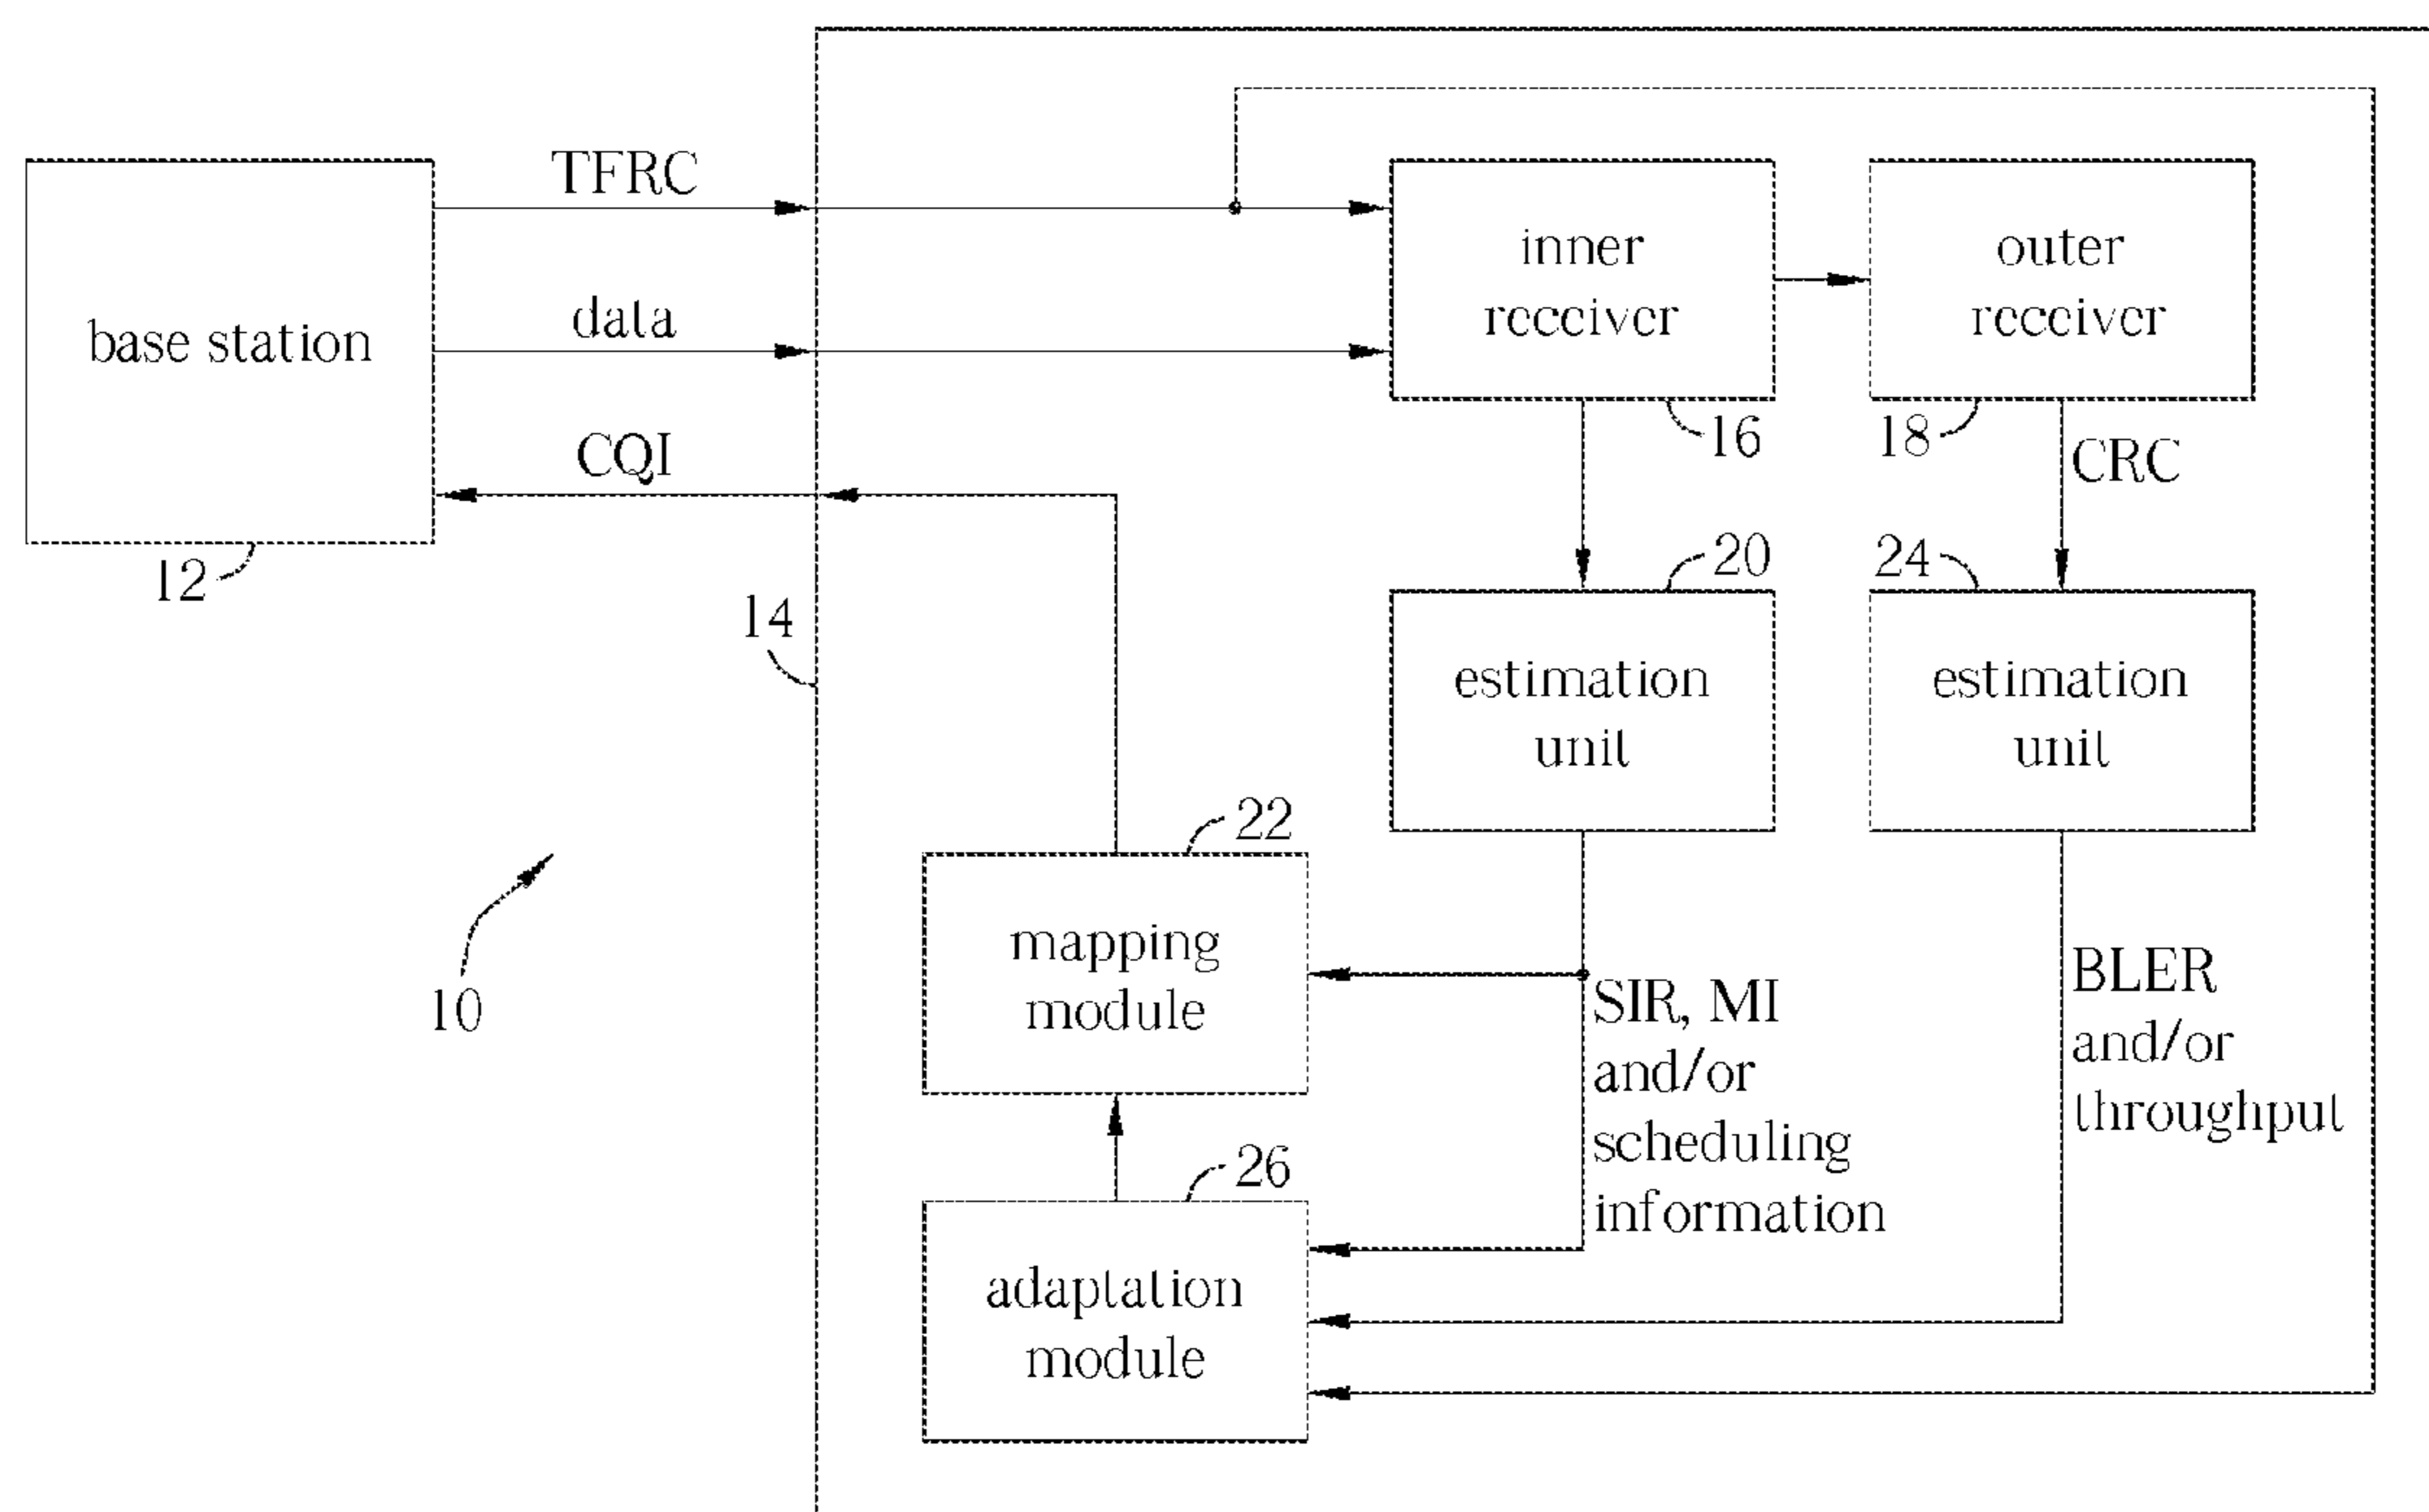 TFRC
base station
data
CQI
12
14
10
inner
receiver
16
outer
receiver
18
CRC
20
estimation
unit
24
estimation
unit
22
mapping
module
SIR, MI
and/or
scheduling
information
BLER
and/or
throughput
26
adaptation
module